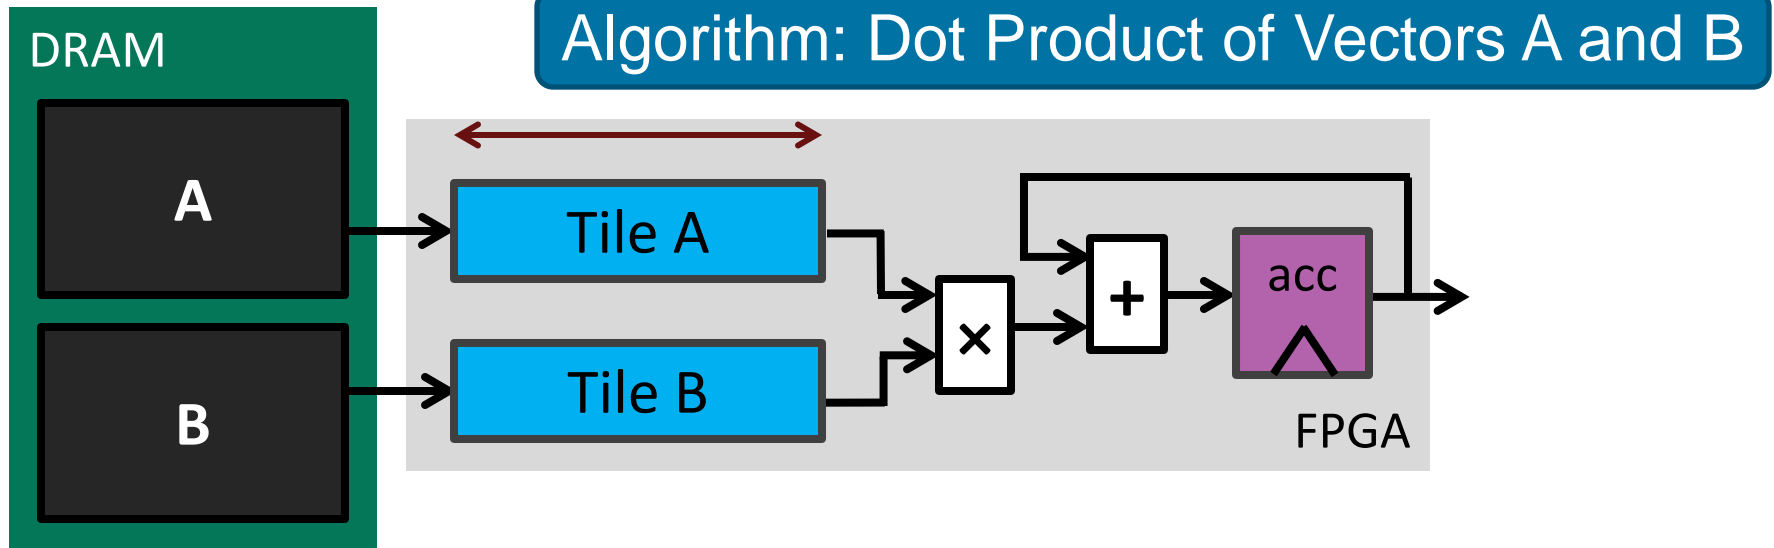 Algorithm: Dot Product of Vectors A and B
DRAM
A
B
Tile A
Tile B
×
+
acc
FPGA